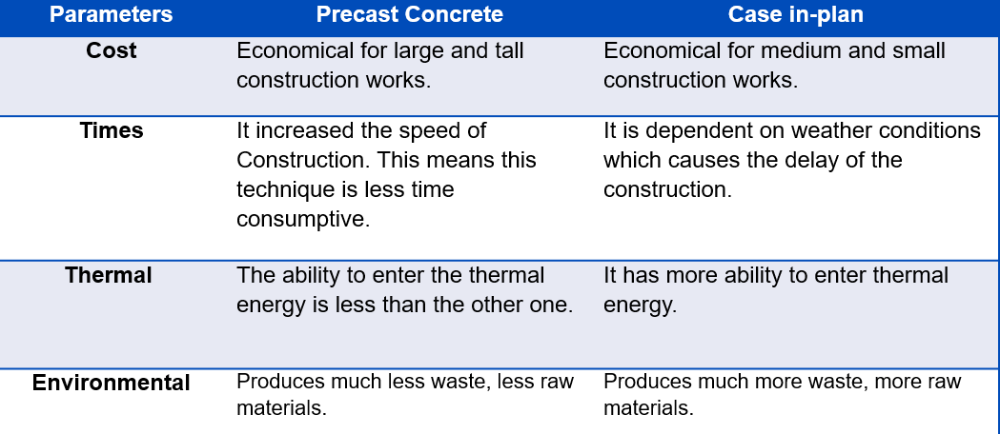 Parameters Precast Concrete Case in-plan
Cost Economical for large and tall Economical for medium and small
construction works. construction works.
Times It increased the speed of It is dependent on weather conditions
Construction. This means this which causes the delay of the
technique is less time construction.
consumptive.
Thermal The ability to enter the thermal It has more ability to enter thermal
energy is less than the other one. energy.
Environmental Produces much less waste, less raw Produces much more waste, more raw
materials. materials.